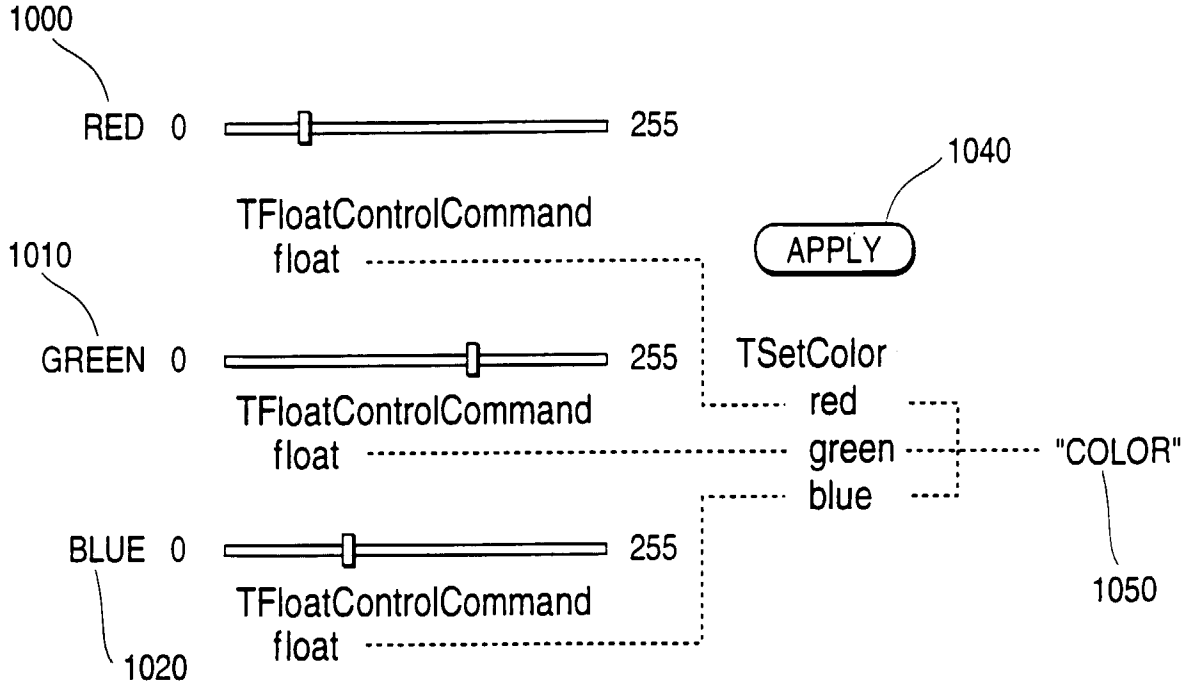 1000
RED 0 255
1040
TFloatControlCommand
float
APPLY
1010
GREEN 0 255
TSetColor
TFloatControlCommand
red
float
green
"COLOR"
blue
BLUE 0 255
1050
TFloatControlCommand
float
1020